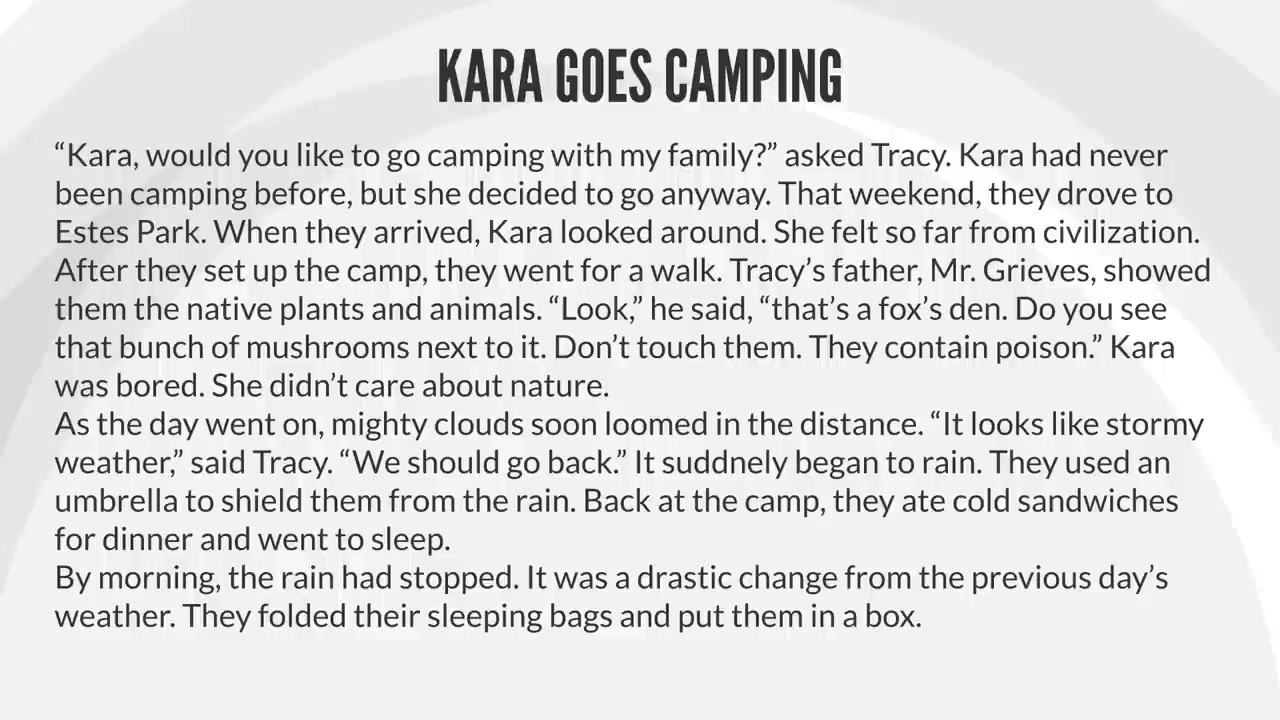 KARA GOES CAMPING
“Kara, would you like to go camping with my family?” asked Tracy. Kara had never
been camping before, but she decided to go anyway. That weekend, they drove to
Estes Park. When they arrived, Kara looked around. She felt so far from civilization.
After they set up the camp, they went for a walk. Tracy’s father, Mr. Grieves, showed
them the native plants and animals. “Look,” he said, “that’s a fox’s den. Do you see
that bunch of mushrooms next to it. Don’t touch them. They contain poison.” Kara
was bored. She didn’t care about nature.
As the day went on, mighty clouds soon loomed in the distance. “It looks like stormy
weather,” said Tracy. “We should go back.” It suddnely began to rain. They used an
umbrella to shield them from the rain. Back at the camp, they ate cold sandwiches
for dinner and went to sleep.
By morning, the rain had stopped. It was a drastic change from the previous day’s
weather. They folded their sleeping bags and put them in a box.